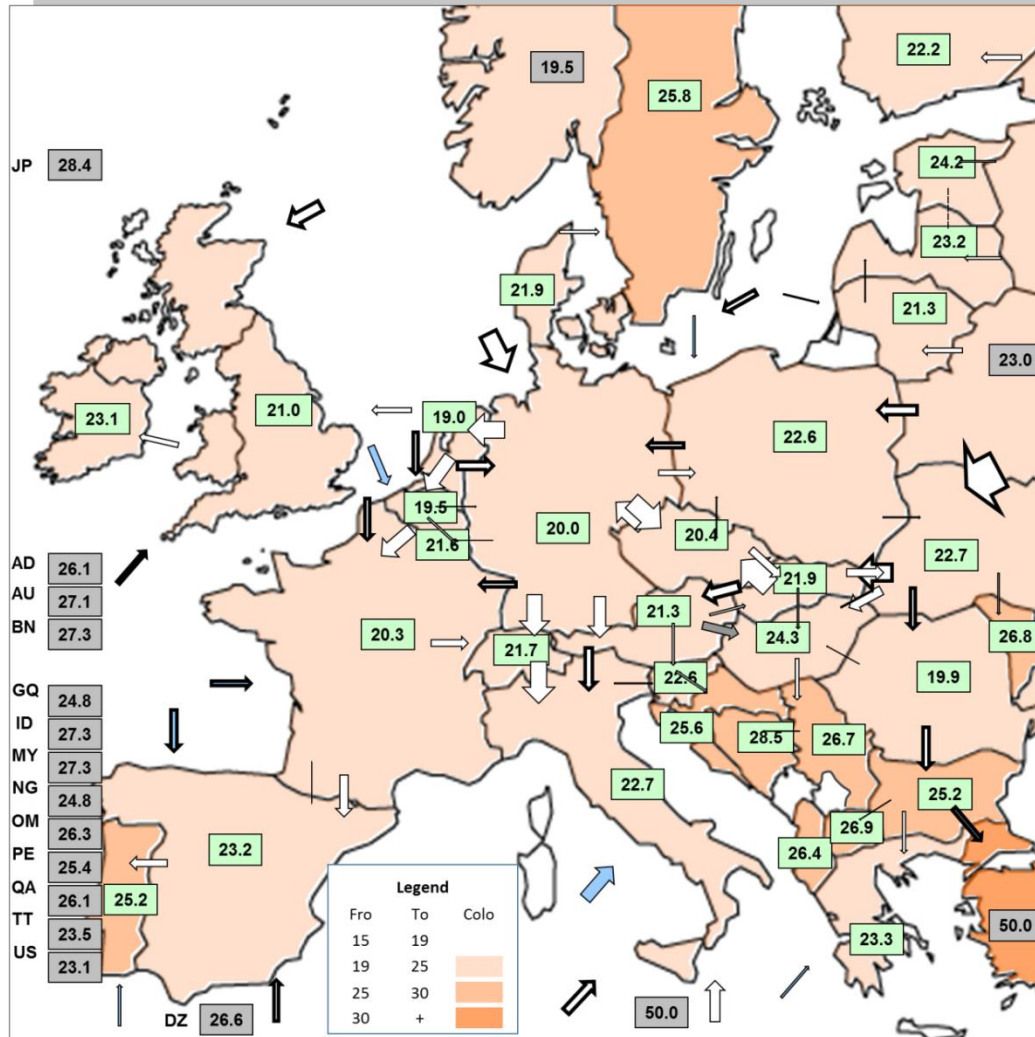 19.5
22.2
25.8
JP 28.4
24.2
23.2
21.9
21.3
23.0
23.1
21.0
19.0
22.6
19.5
21.6
20.0
20.4
22.7
AD 26.1
AU 27.1
BN 27.3
21.9
21.3
20.3
21.7
24.3
26.8
22.6
19.9
GQ 24.8
ID 27.3
MY 27.3
NG 24.8
OM 26.3
PE 25.4
QA 26.1
TT 23.5
US 23.1
25.6
28.5
26.7
22.7
25.2
26.9
26.4
23.2
25.2
23.3
50.0
Legend
Fro To Colo
15 19
19 25
25 30
30 +
DZ 26.6
50.0